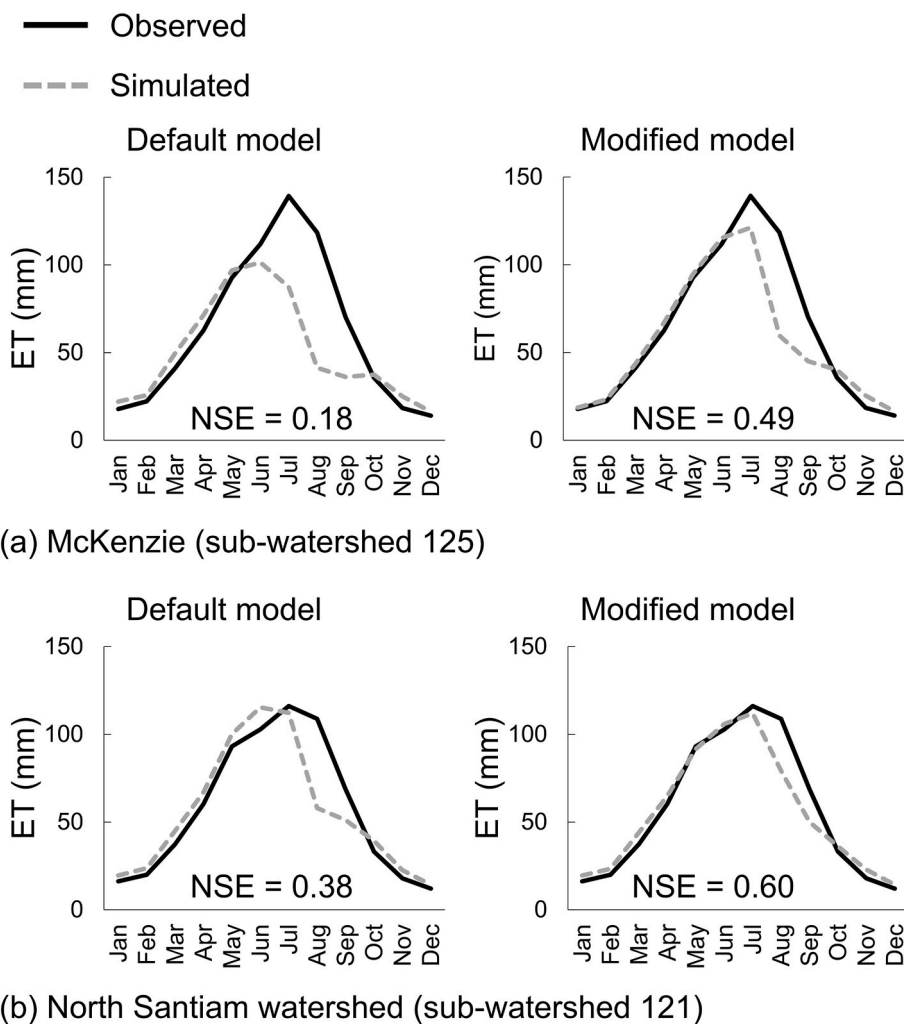 Observed
Simulated
Default model
Modified model
150
100
50
0
ET (mm)
NSE = 0.18
Jan Feb Mar Apr May Jun Jul Aug Sep Oct Nov Dec
150
100
50
0
ET (mm)
NSE = 0.49
Jan Feb Mar Apr May Jun Jul Aug Sep Oct Nov Dec
(a) McKenzie (sub-watershed 125)
Default model
Modified model
150
100
50
0
ET (mm)
NSE = 0.38
Jan Feb Mar Apr May Jun Jul Aug Sep Oct Nov Dec
150
100
50
0
ET (mm)
NSE = 0.60
Jan Feb Mar Apr May Jun Jul Aug Sep Oct Nov Dec
(b) North Santiam watershed (sub-watershed 121)